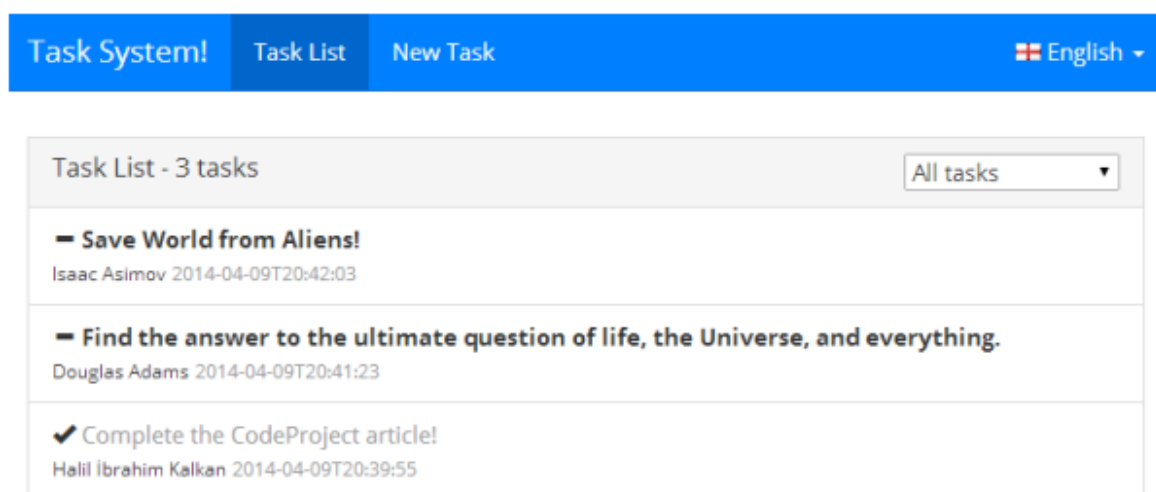 Task System! Task List New Task English
Task List - 3 tasks All tasks
Save World from Aliens!
Isaac Asimov 2014-04-09T20:42:03
Find the answer to the ultimate question of life, the Universe, and everything.
Douglas Adams 2014-04-09T20:41:23
Complete the CodeProject article!
Halil İbrahim Kalkan 2014-04-09T20:39:55